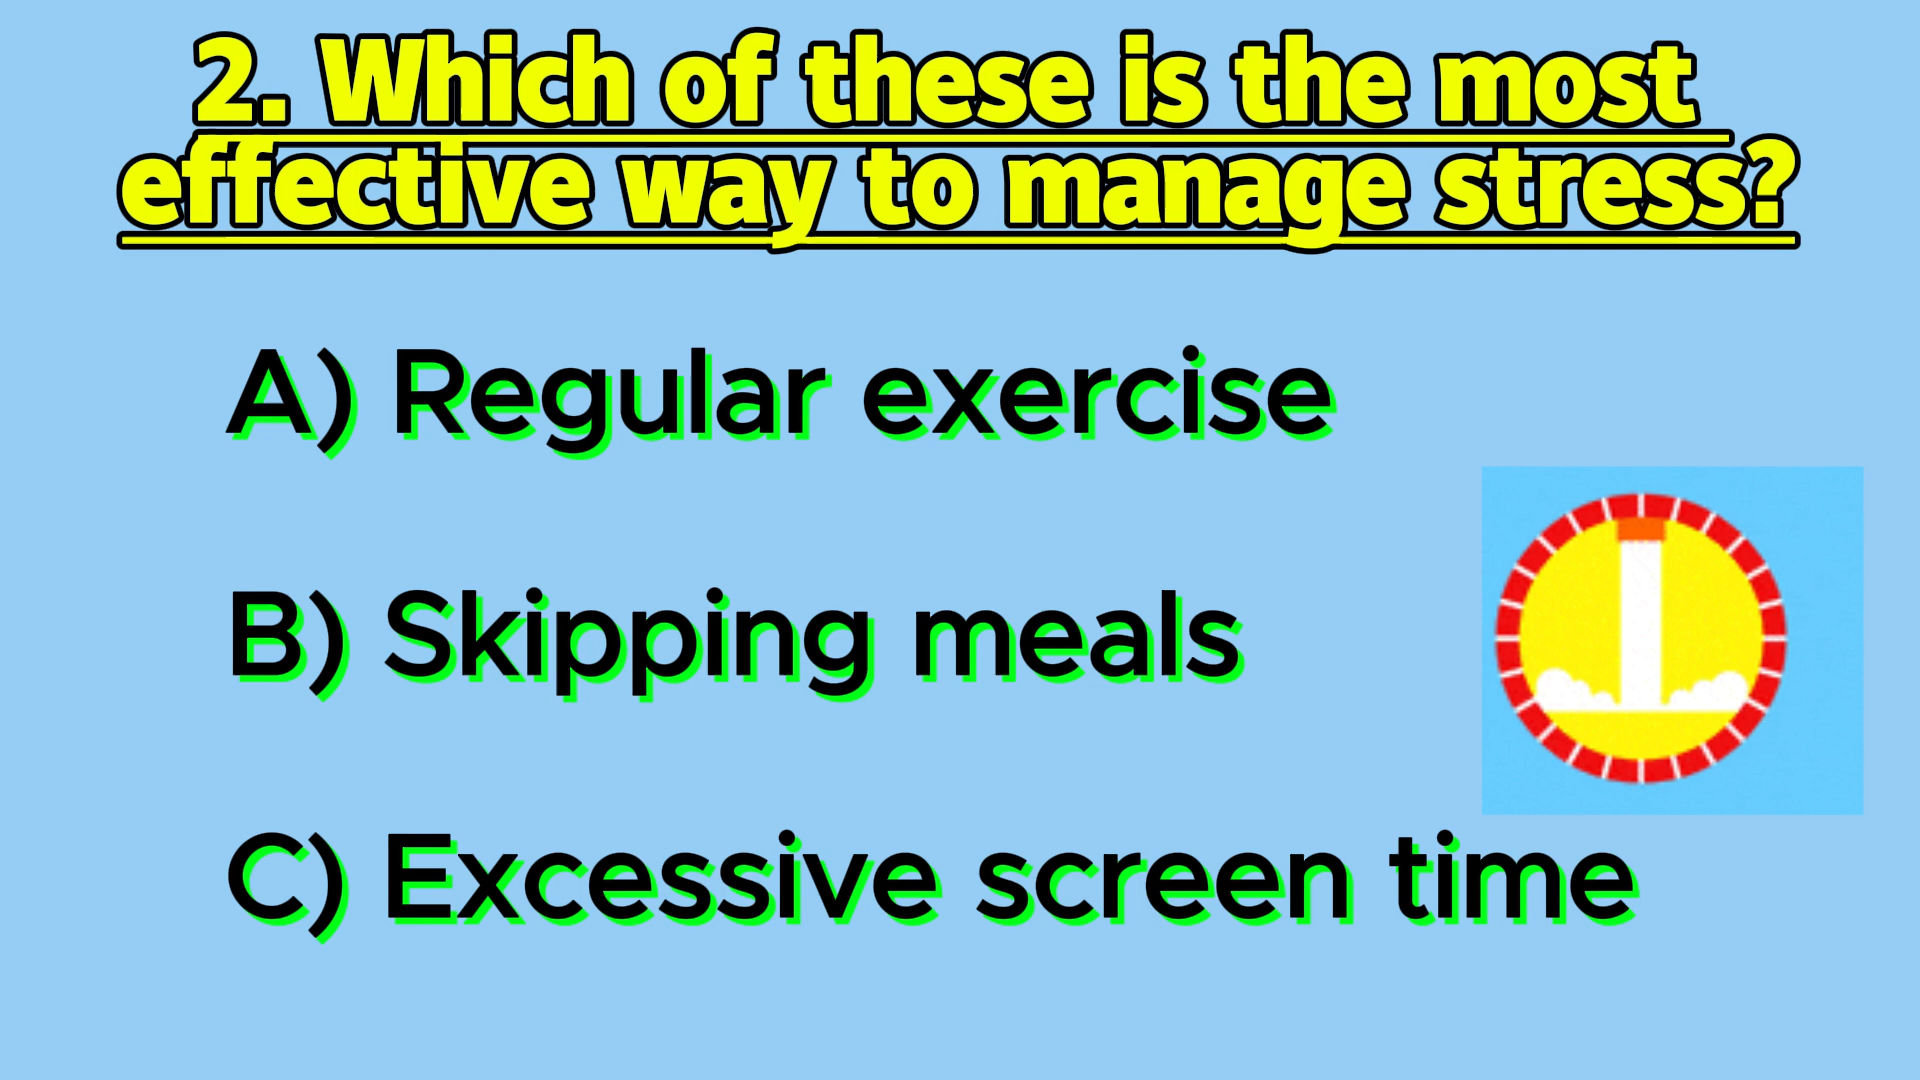 2. Which of these is the most
effective way to manage stress?
A) Regular exercise
B) Skipping meals
C) Excessive screen time